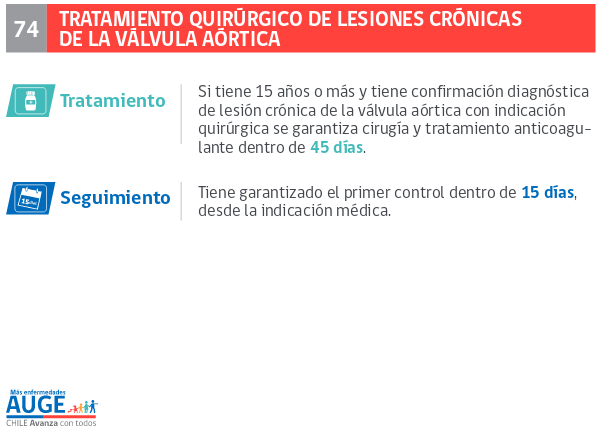 74
TRATAMIENTO QUIRÚRGICO DE LESIONES CRÓNICAS
DE LA VÁLVULA AÓRTICA
Tratamiento
Si tiene 15 años o más y tiene confirmación diagnóstica
de lesión crónica de la válvula aórtica con indicación
quirúrgica se garantiza cirugía y tratamiento anticoagu-
lante dentro de 45 días.
15 días
Seguimiento
Tiene garantizado el primer control dentro de 15 días,
desde la indicación médica.
Más enfermedades
AUGE
CHILE Avanza con todos